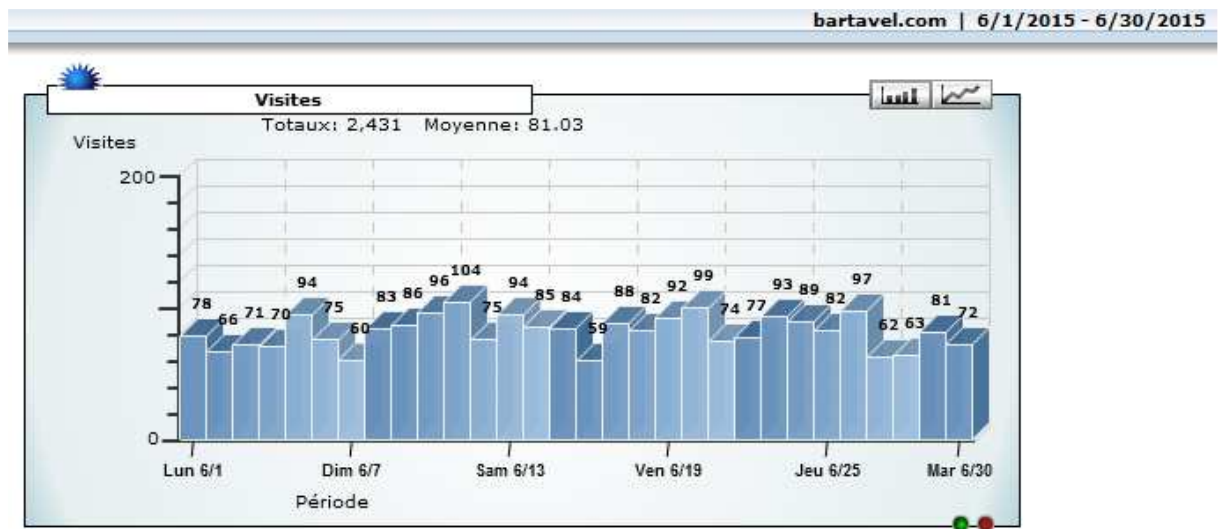 bartavel.com | 6/1/2015 - 6/30/2015
Visites
Totaux: 2,431 Moyenne: 81.03
Visites
200
78 66 71 70 94 75 60 83 86 96 104 75 94 85 84 59 88 82 92 99 74 77 93 89 82 97 62 63 81 72
0
Lun 6/1 Dim 6/7 Sam 6/13 Ven 6/19 Jeu 6/25 Mar 6/30
Période